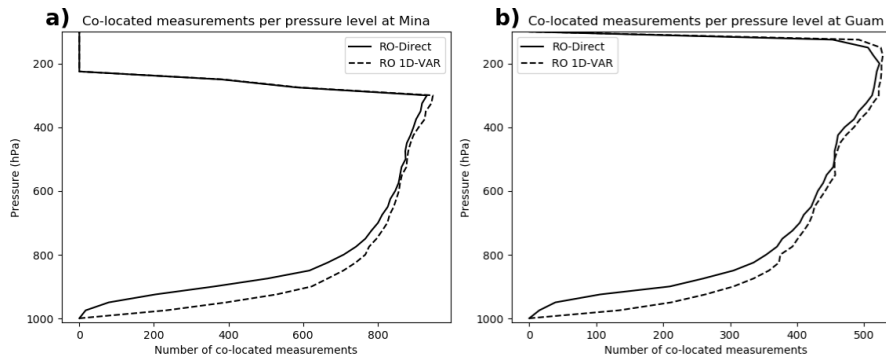 a) Co-located measurements per pressure level at Mina
RO-Direct
RO 1D-VAR
200
400
600
800
1000
Pressure (hPa)
0 200 400 600 800
Number of co-located measurements
b) Co-located measurements per pressure level at Guam
RO-Direct
RO 1D-VAR
200
400
600
800
1000
Pressure (hPa)
0 100 200 300 400 500
Number of co-located measurements